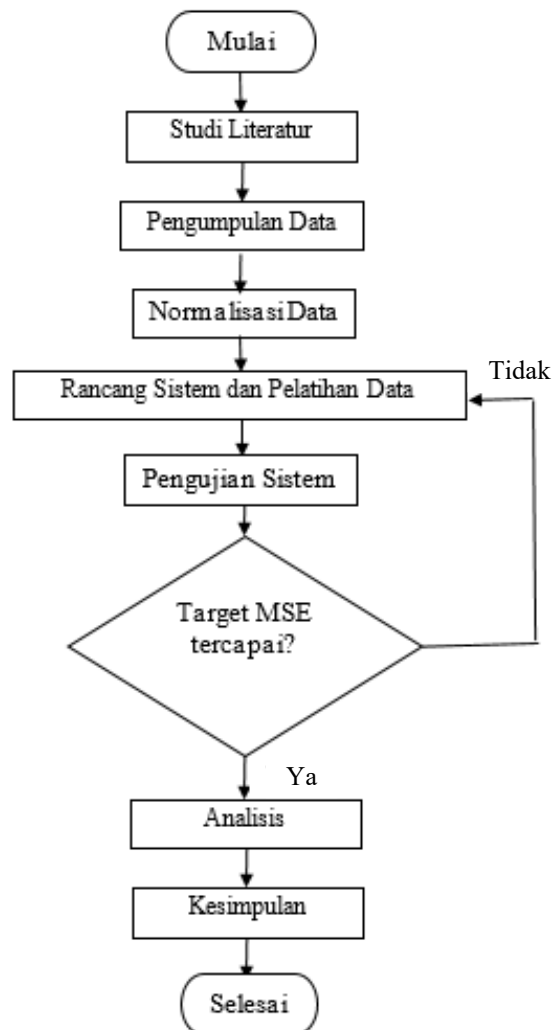 Mulai
Studi Literatur
Pengumpulan Data
Normalisasi Data
Tidak
Rancang Sistem dan Pelatihan Data
Pengujian Sistem
Target MSE
tercapai?
Ya
Analisis
Kesimpulan
Selesai